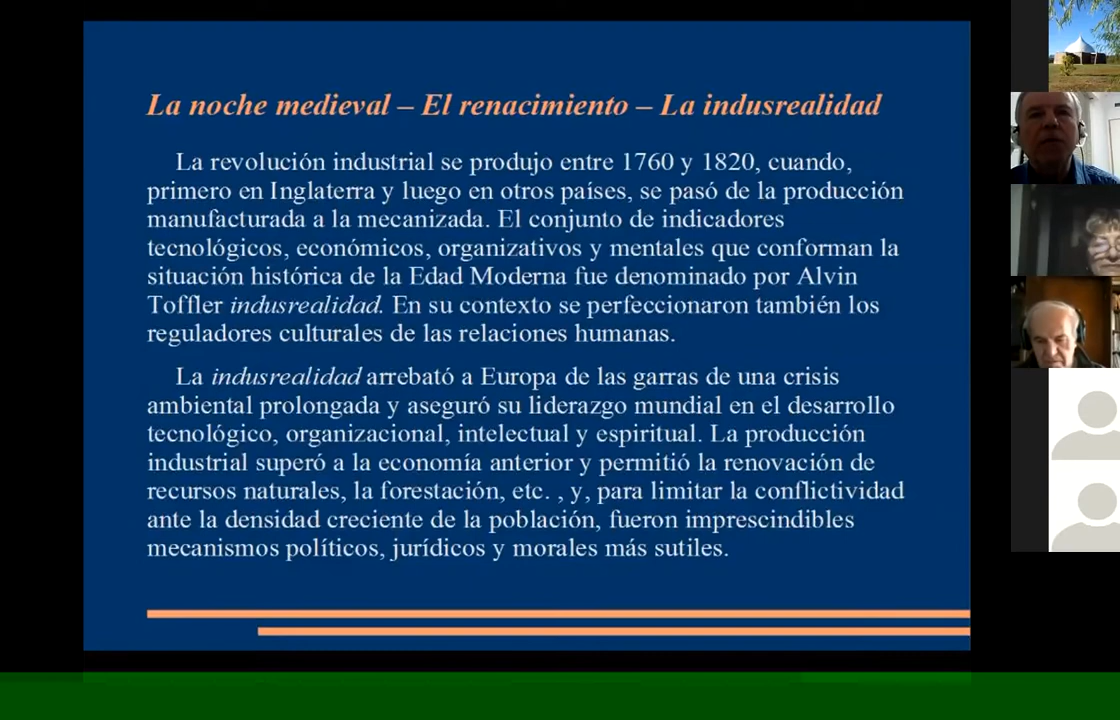 La noche medieval – El renacimiento – La indusrealidad
La revolución industrial se produjo entre 1760 y 1820, cuando,
primero en Inglaterra y luego en otros países, se pasó de la producción
manufacturada a la mecanizada. El conjunto de indicadores
tecnológicos, económicos, organizativos y mentales que conforman la
situación histórica de la Edad Moderna fue denominado por Alvin
Toffler indusrealidad. En su contexto se perfeccionaron también los
reguladores culturales de las relaciones humanas.
La indusrealidad arrebató a Europa de las garras de una crisis
ambiental prolongada y aseguró su liderazgo mundial en el desarrollo
tecnológico, organizacional, intelectual y espiritual. La producción
industrial superó a la economía anterior y permitió la renovación de
recursos naturales, la forestación, etc. , y, para limitar la conflictividad
ante la densidad creciente de la población, fueron imprescindibles
mecanismos políticos, jurídicos y morales más sutiles.